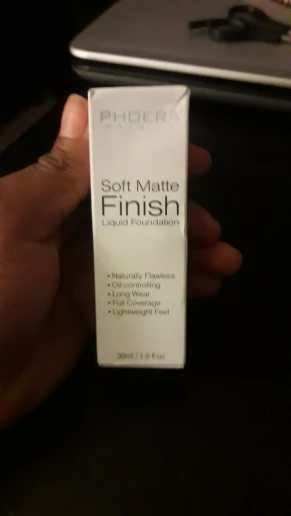 PHOERA
Soft Matte
Finish
Liquid Foundation
• Naturally Flawless
• Oil-controlling
• Long Wear
• Full Coverage
• Lightweight Feel
30ml / 1.0 fl.oz